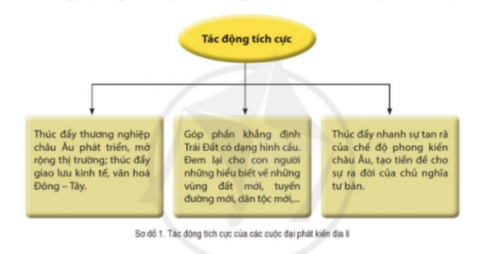 Tác động tích cực
Thúc đẩy thương nghiệp
châu Âu phát triển, mở
rộng thị trường; thúc đẩy
giao lưu kinh tế, văn hoá
Đông – Tây.
Góp phần khẳng định
Trái Đất có dạng hình cầu.
Đem lại cho con người
những hiểu biết về những
vùng đất mới, tuyến
đường mới, dân tộc mới,...
Thúc đẩy nhanh sự tan rã
của chế độ phong kiến
châu Âu, tạo tiền đề cho
sự ra đời của chủ nghĩa
tư bản.
Sơ đồ 1. Tác động tích cực của các cuộc đại phát kiến địa lí